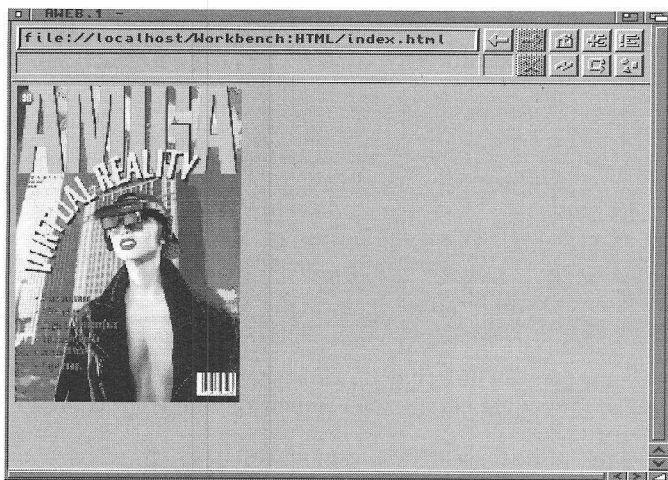 AWEB.1 -
file://localhost/Workbench:HTML/index.html
AMIGA
VIRTUAL REALITY